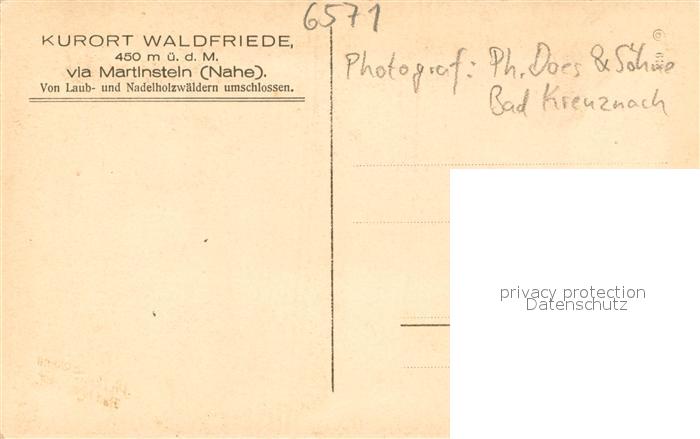 6571
KURORT WALDFRIEDE,
450 m ü. d. M.
via Martinstein (Nahe).
Von Laub- und Nadelholzwäldern umschlossen.
Photograf: Ph. Does & Söhne
Bad Kreuznach
privacy protection
Datenschutz